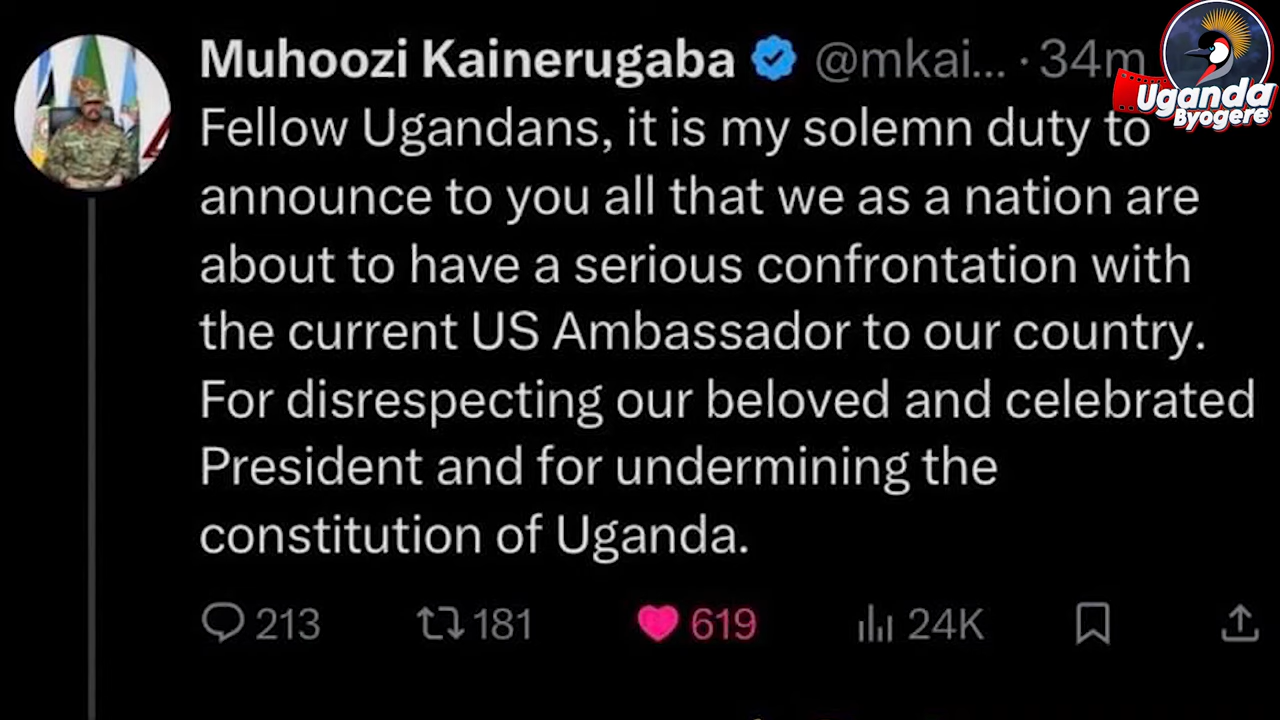 Muhoozi Kainerugaba @mkai... · 34m
Uganda
Byogere
Fellow Ugandans, it is my solemn duty to
announce to you all that we as a nation are
about to have a serious confrontation with
the current US Ambassador to our country.
For disrespecting our beloved and celebrated
President and for undermining the
constitution of Uganda.
213 181 619 24K